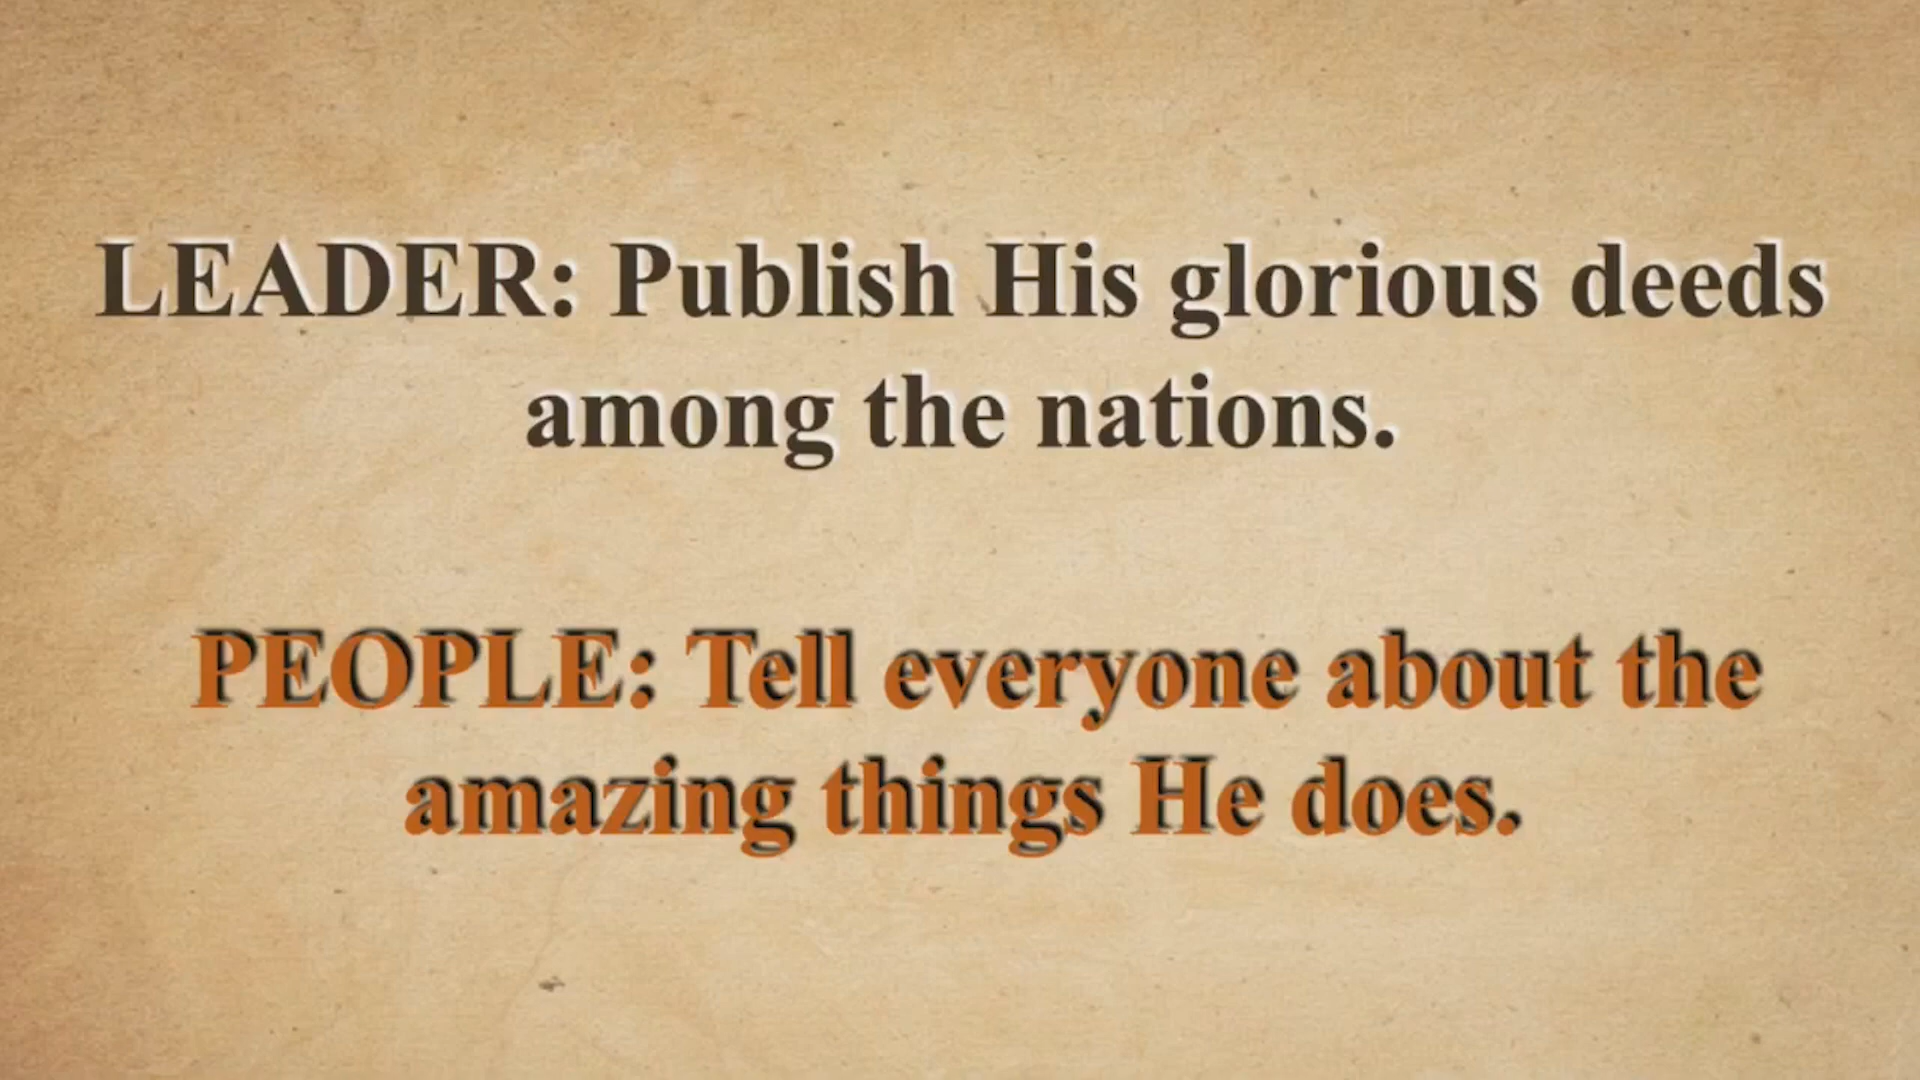 LEADER: Publish His glorious deeds
among the nations.
PEOPLE: Tell everyone about the
amazing things He does.